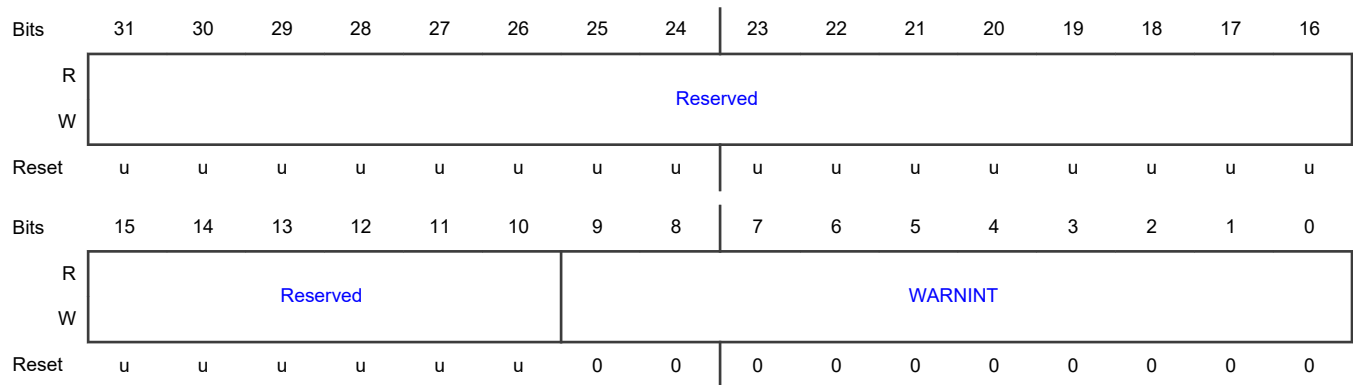 Bits 31 30 29 28 27 26 25 24 23 22 21 20 19 18 17 16
R
Reserved
W
Reset u u u u u u u u u u u u u u u u
Bits 15 14 13 12 11 10 9 8 7 6 5 4 3 2 1 0
R
Reserved WARNINT
W
Reset u u u u u u 0 0 0 0 0 0 0 0 0 0